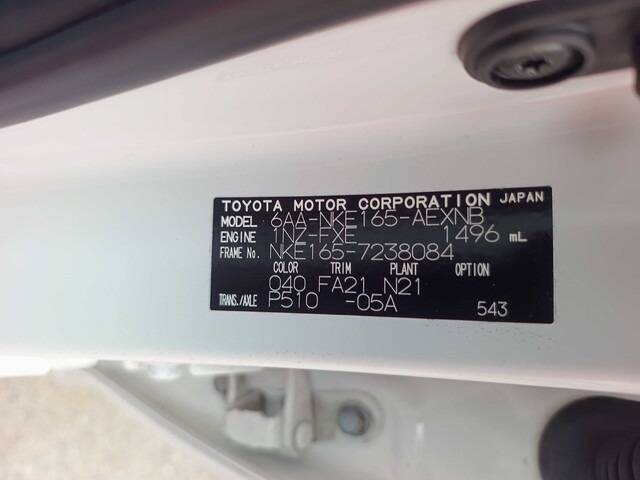 TOYOTA MOTOR CORPORATION JAPAN
MODEL 6AA-NKE165-AEXNB
ENGINE 1NZ-FXE 1496 mL
FRAME No. NKE165-7238084
COLOR TRIM PLANT OPTION
040 FA21 N21
TRANS./AXLE P510 -05A 543